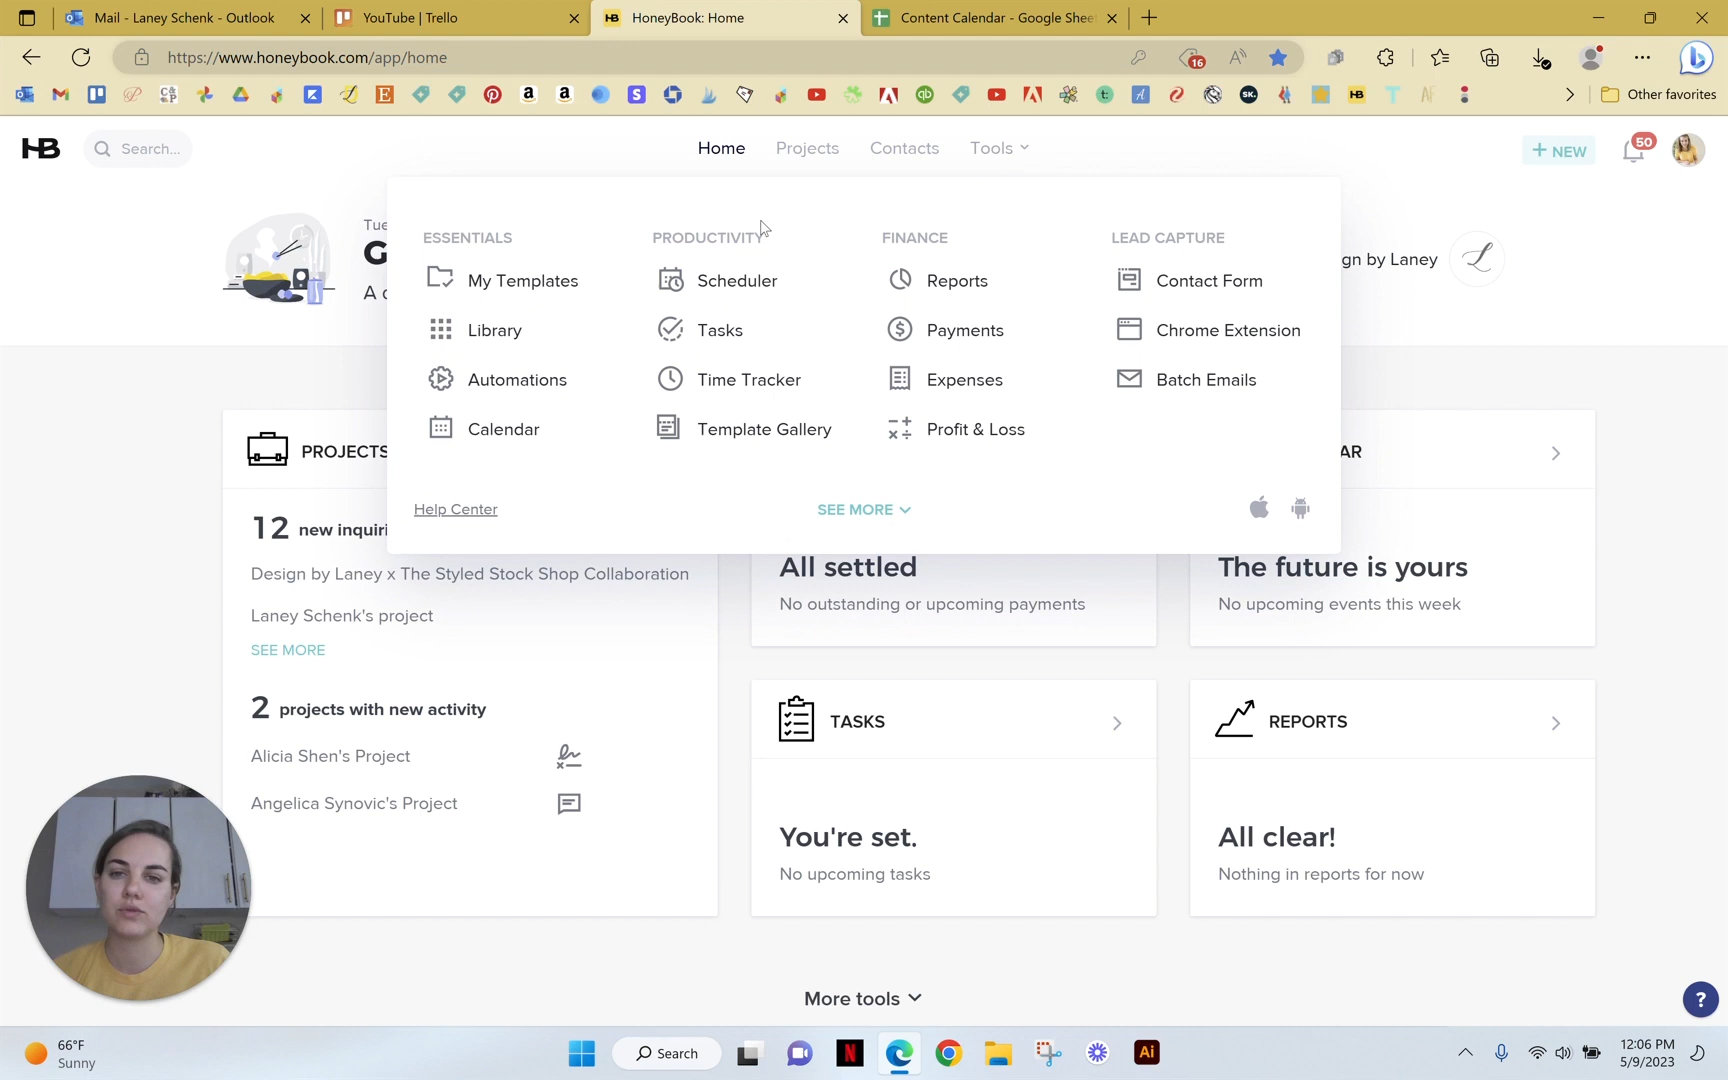 Mail - Laney Schenk - Outlook
YouTube | Trello
HB HoneyBook: Home
Content Calendar - Google Shee
https://www.honeybook.com/app/home
16
Other favorites
HB
Search...
Home
Projects
Contacts
Tools
+ NEW
50
Tue
G
A c
gn by Laney
ESSENTIALS
My Templates
Library
Automations
Calendar
PRODUCTIVITY
Scheduler
Tasks
Time Tracker
Template Gallery
FINANCE
Reports
Payments
Expenses
Profit & Loss
LEAD CAPTURE
Contact Form
Chrome Extension
Batch Emails
Help Center
SEE MORE
PROJECTS
12 new inquiri
Design by Laney x The Styled Stock Shop Collaboration
Laney Schenk's project
SEE MORE
2 projects with new activity
Alicia Shen's Project
Angelica Synovic's Project
All settled
No outstanding or upcoming payments
AR
The future is yours
No upcoming events this week
TASKS
You're set.
No upcoming tasks
REPORTS
All clear!
Nothing in reports for now
More tools
?
66°F
Sunny
Search
N
Ai
12:06 PM
5/9/2023